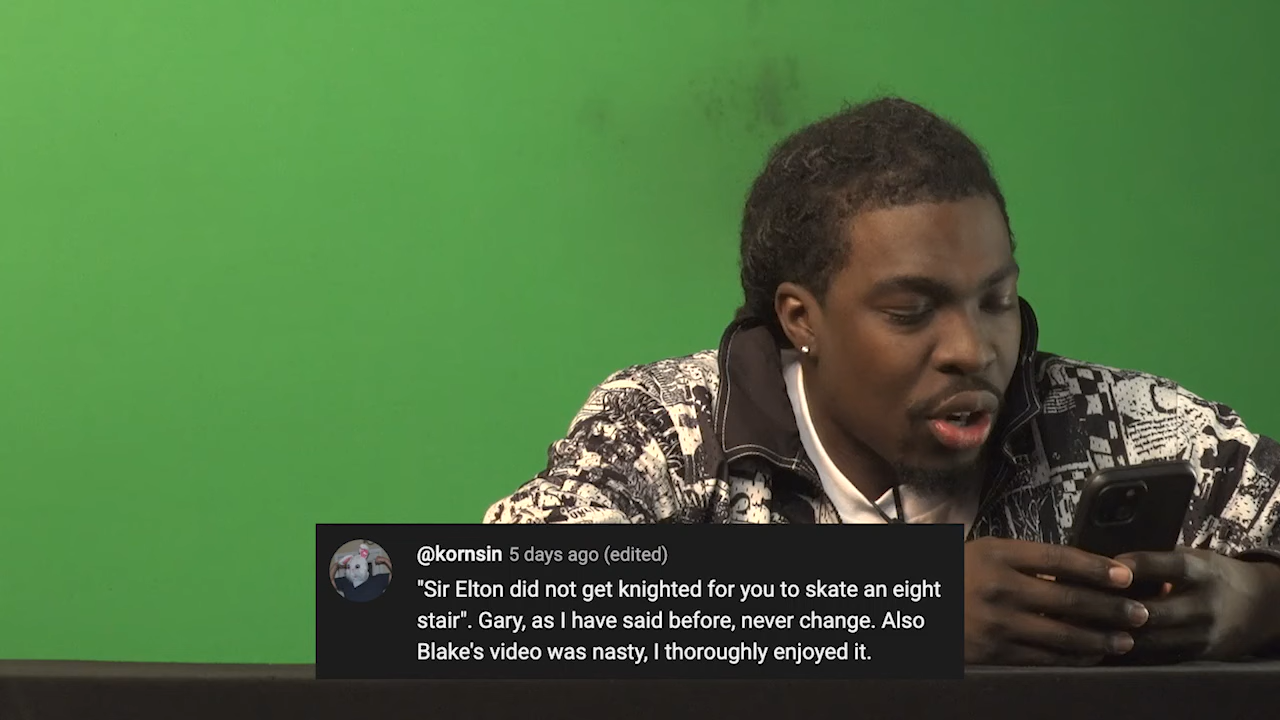 @kornsin 5 days ago (edited)
"Sir Elton did not get knighted for you to skate an eight
stair". Gary, as I have said before, never change. Also
Blake's video was nasty, I thoroughly enjoyed it.